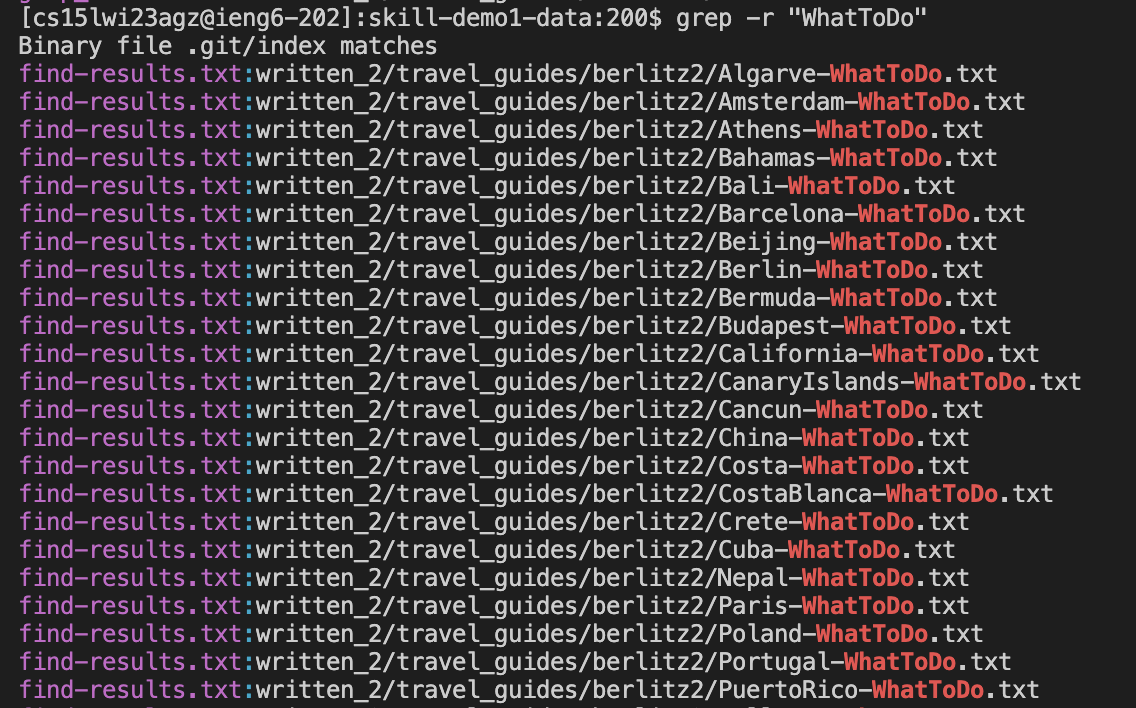 [cs15lwi23agz@ieng6-202]:skill-demo1-data:200$ grep -r "WhatToDo"
Binary file .git/index matches
find-results.txt:written_2/travel_guides/berlitz2/Algarve-WhatToDo.txt
find-results.txt:written_2/travel_guides/berlitz2/Amsterdam-WhatToDo.txt
find-results.txt:written_2/travel_guides/berlitz2/Athens-WhatToDo.txt
find-results.txt:written_2/travel_guides/berlitz2/Bahamas-WhatToDo.txt
find-results.txt:written_2/travel_guides/berlitz2/Bali-WhatToDo.txt
find-results.txt:written_2/travel_guides/berlitz2/Barcelona-WhatToDo.txt
find-results.txt:written_2/travel_guides/berlitz2/Beijing-WhatToDo.txt
find-results.txt:written_2/travel_guides/berlitz2/Berlin-WhatToDo.txt
find-results.txt:written_2/travel_guides/berlitz2/Bermuda-WhatToDo.txt
find-results.txt:written_2/travel_guides/berlitz2/Budapest-WhatToDo.txt
find-results.txt:written_2/travel_guides/berlitz2/California-WhatToDo.txt
find-results.txt:written_2/travel_guides/berlitz2/CanaryIslands-WhatToDo.txt
find-results.txt:written_2/travel_guides/berlitz2/Cancun-WhatToDo.txt
find-results.txt:written_2/travel_guides/berlitz2/China-WhatToDo.txt
find-results.txt:written_2/travel_guides/berlitz2/Costa-WhatToDo.txt
find-results.txt:written_2/travel_guides/berlitz2/CostaBlanca-WhatToDo.txt
find-results.txt:written_2/travel_guides/berlitz2/Crete-WhatToDo.txt
find-results.txt:written_2/travel_guides/berlitz2/Cuba-WhatToDo.txt
find-results.txt:written_2/travel_guides/berlitz2/Nepal-WhatToDo.txt
find-results.txt:written_2/travel_guides/berlitz2/Paris-WhatToDo.txt
find-results.txt:written_2/travel_guides/berlitz2/Poland-WhatToDo.txt
find-results.txt:written_2/travel_guides/berlitz2/Portugal-WhatToDo.txt
find-results.txt:written_2/travel_guides/berlitz2/PuertoRico-WhatToDo.txt